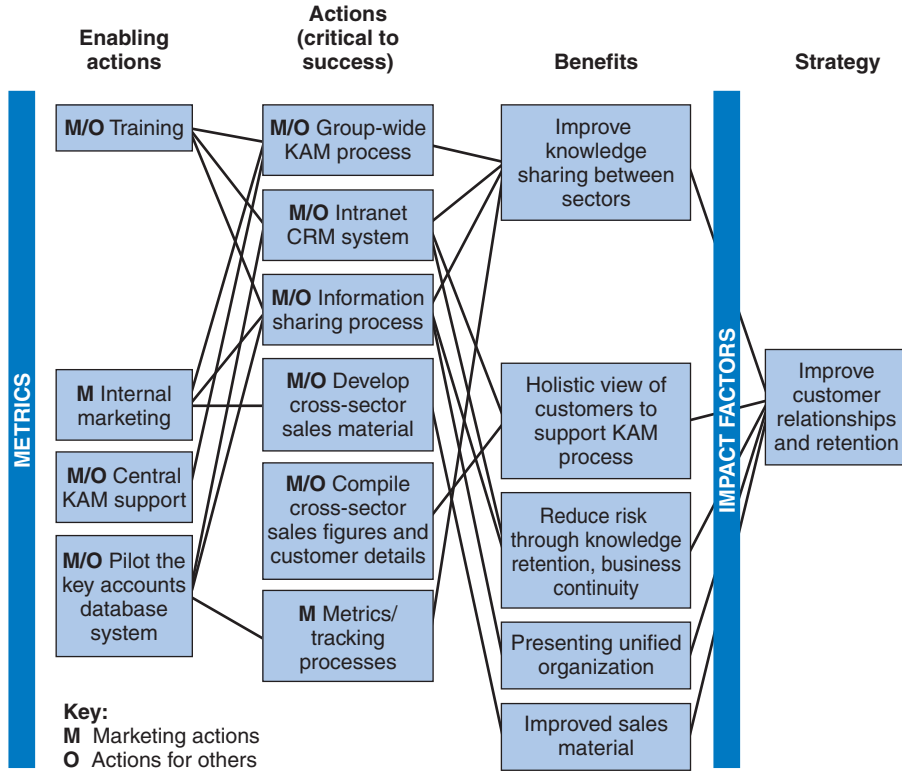 Enabling
actions
Actions
(critical to
success)
Benefits
Strategy
METRICS
M/O Training
M Internal
marketing
M/O Central
KAM support
M/O Pilot the
key accounts
database
system
M/O Group-wide
KAM process
M/O Intranet
CRM system
M/O Information
sharing process
M/O Develop
cross-sector
sales material
M/O Compile
cross-sector
sales figures and
customer details
M Metrics/
tracking
processes
Improve
knowledge
sharing between
sectors
Holistic view of
customers to
support KAM
process
Reduce risk
through knowledge
retention, business
continuity
Presenting unified
organization
Improved sales
material
IMPACT FACTORS
Improve
customer
relationships
and retention
Key:
M Marketing actions
O Actions for others